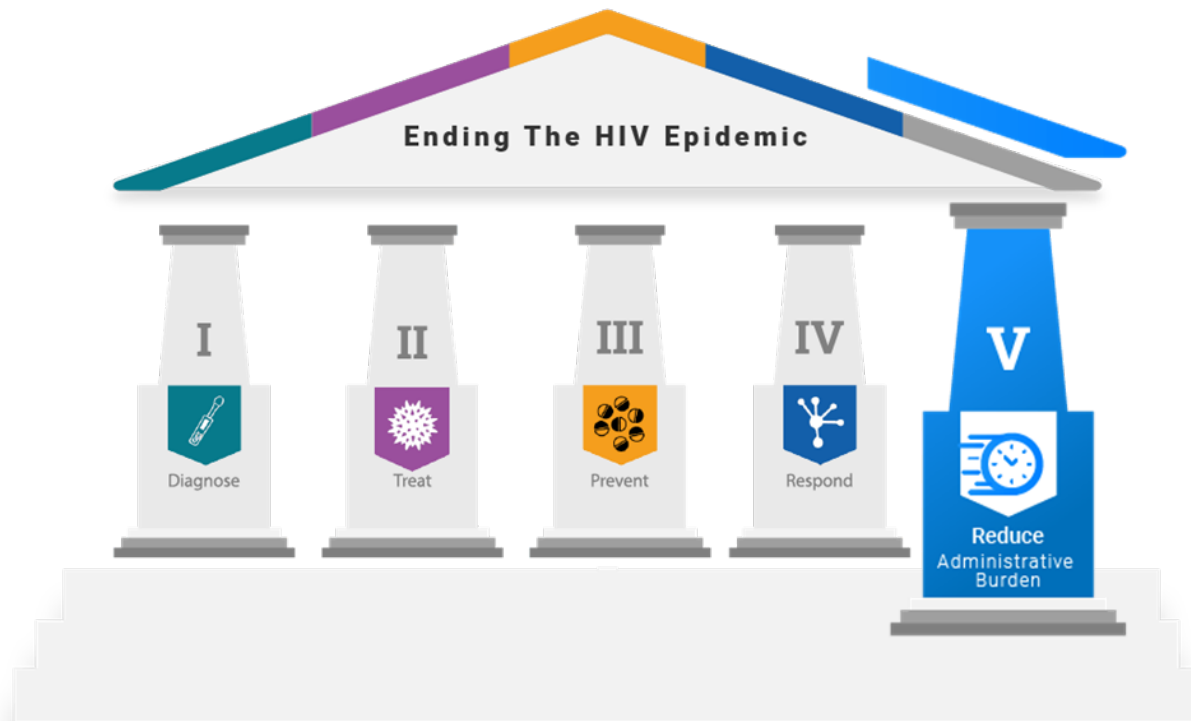 Ending The HIV Epidemic
I
II
III
IV
V
Diagnose
Treat
Prevent
Respond
Reduce
Administrative
Burden